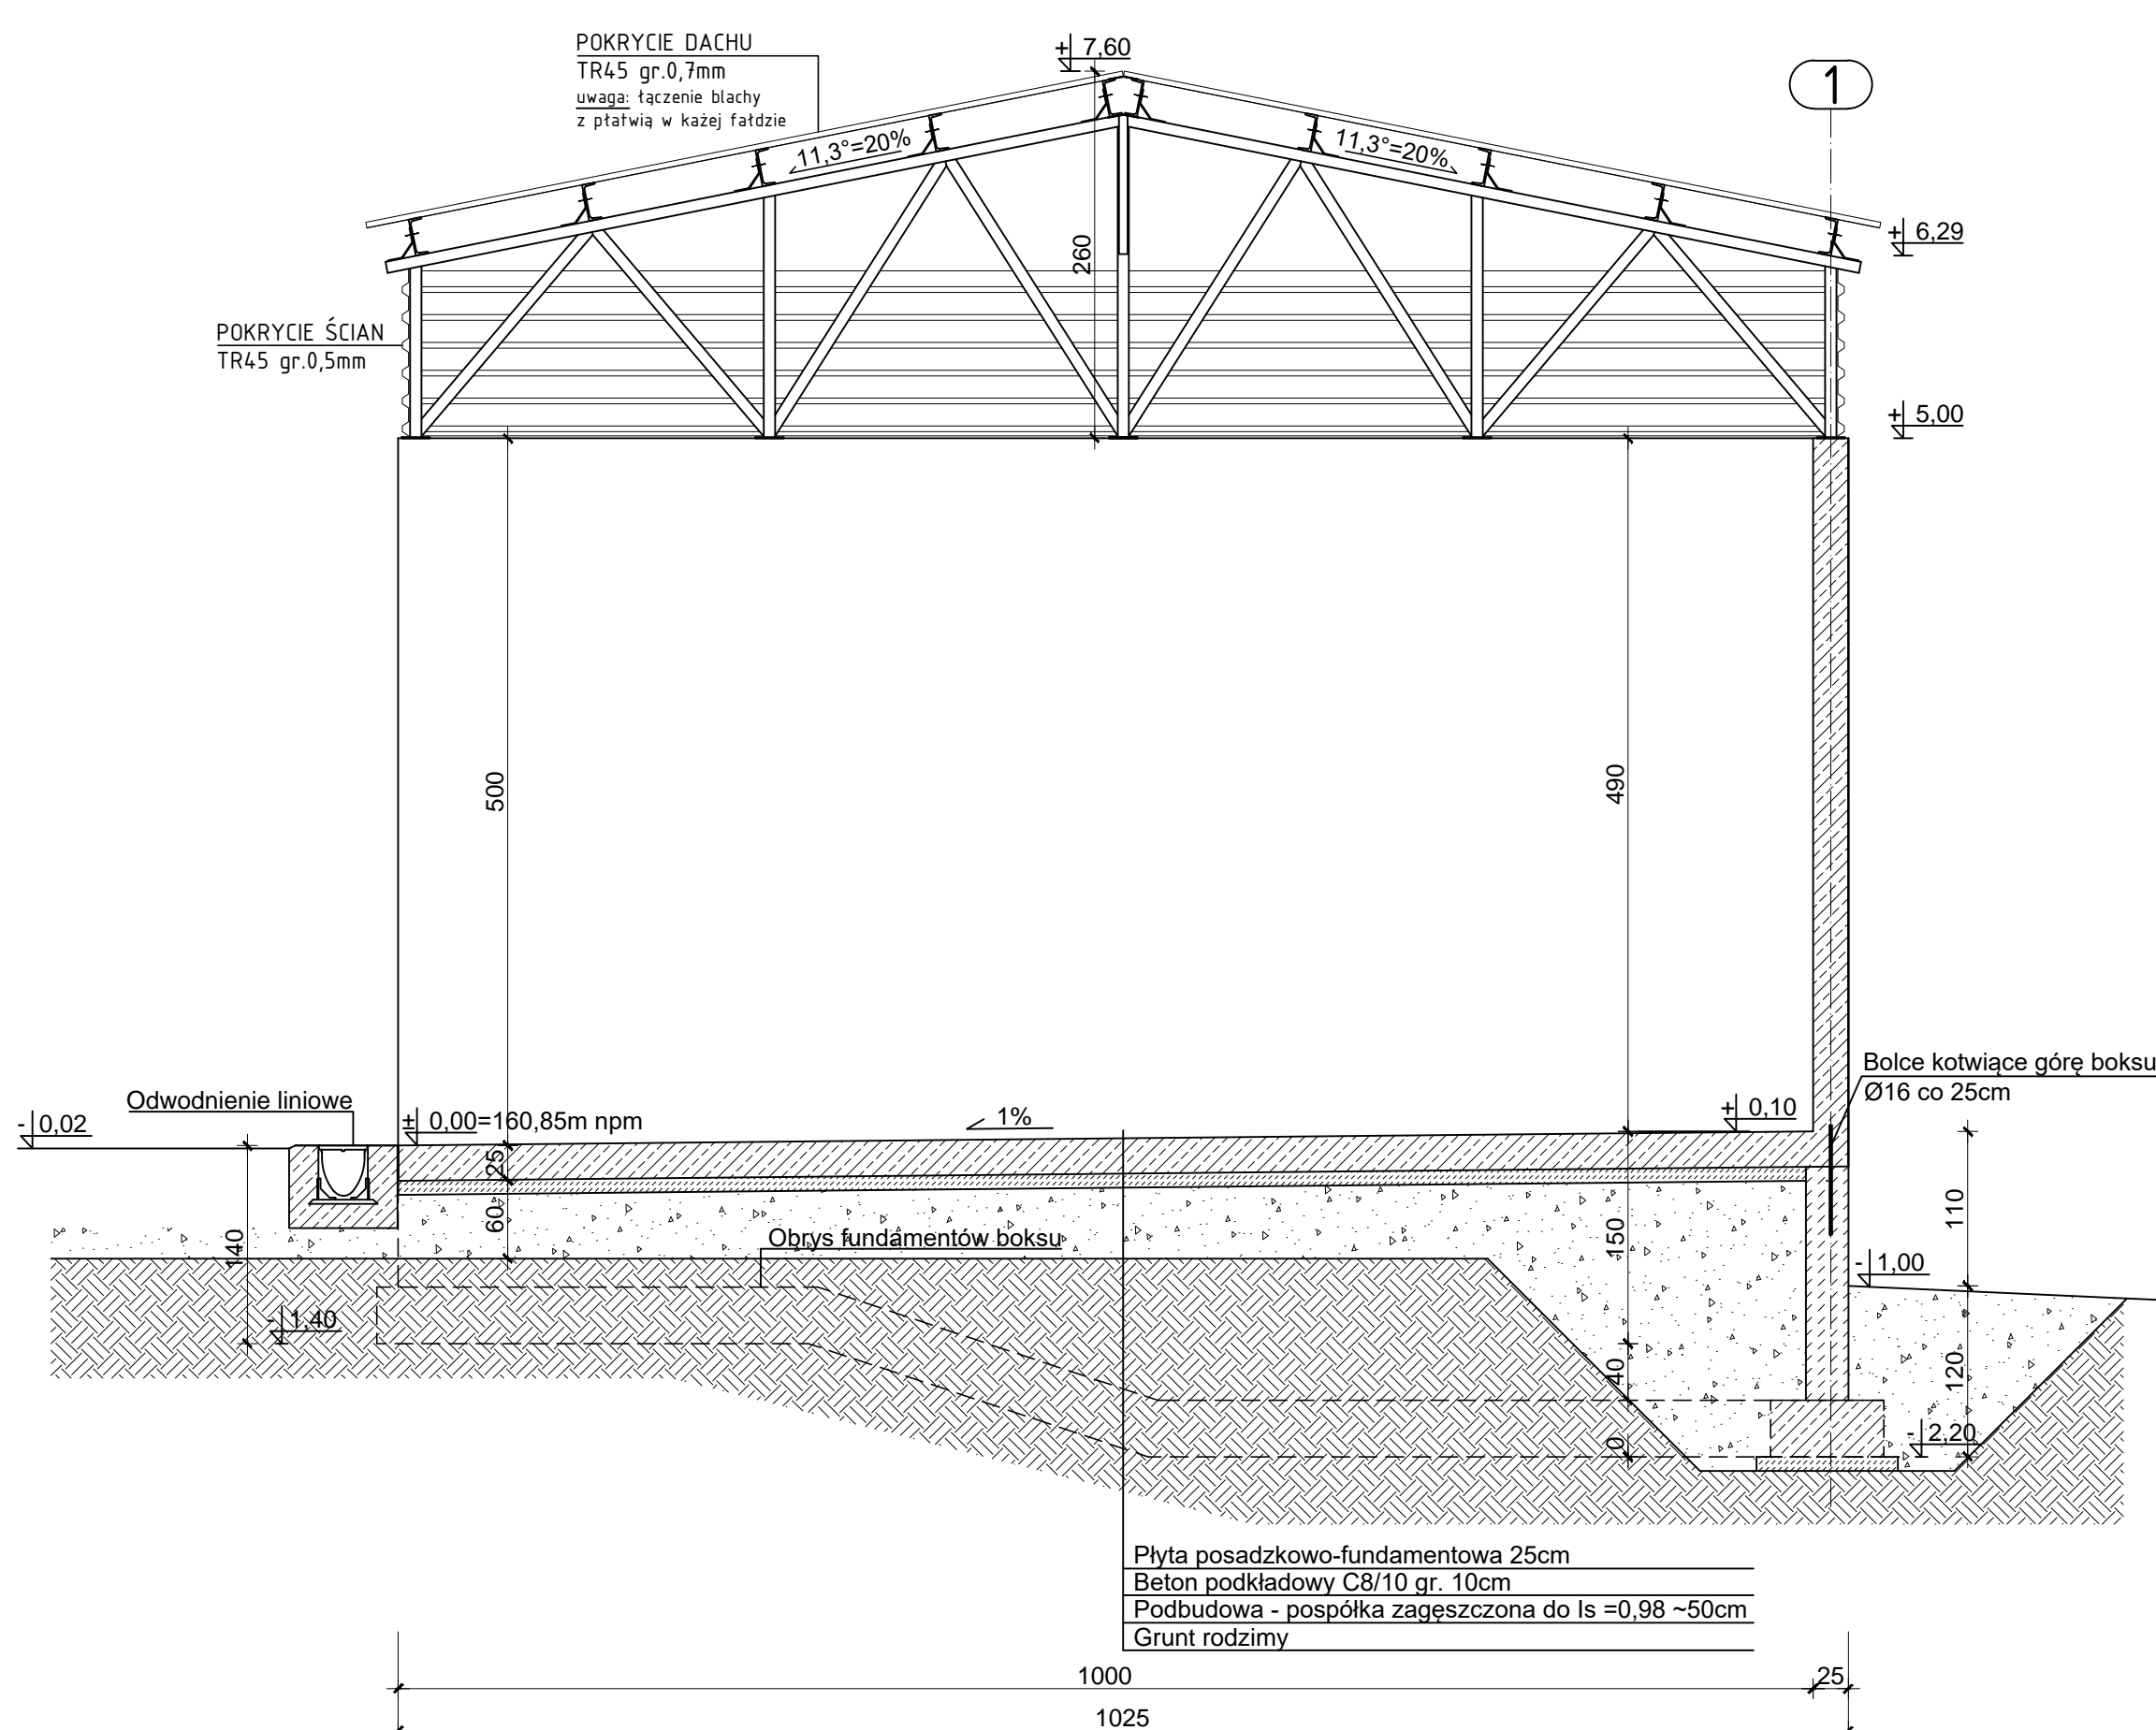 POKRYCIE DACHU
TR45 gr.0,7mm
uwaga: łączenie blachy
z płatwią w każej fałdzie
+ 7,60
1
11,3°=20%
11,3°=20%
+ 6,29
260
POKRYCIE ŚCIAN
TR45 gr.0,5mm
+ 5,00
500
490
Bolce kotwiące górę boksu
Ø16 co 25cm
Odwodnienie liniowe
- 0,02
± 0,00=160,85m npm
1%
+ 0,10
25
60
140
150
110
Obrys fundamentów boksu
- 1,00
- 1,40
40
120
0
- 2,20
Płyta posadzkowo-fundamentowa 25cm
Beton podkładowy C8/10 gr. 10cm
Podbudowa - pospółka zagęszczona do Is =0,98 ~50cm
Grunt rodzimy
1000
25
1025